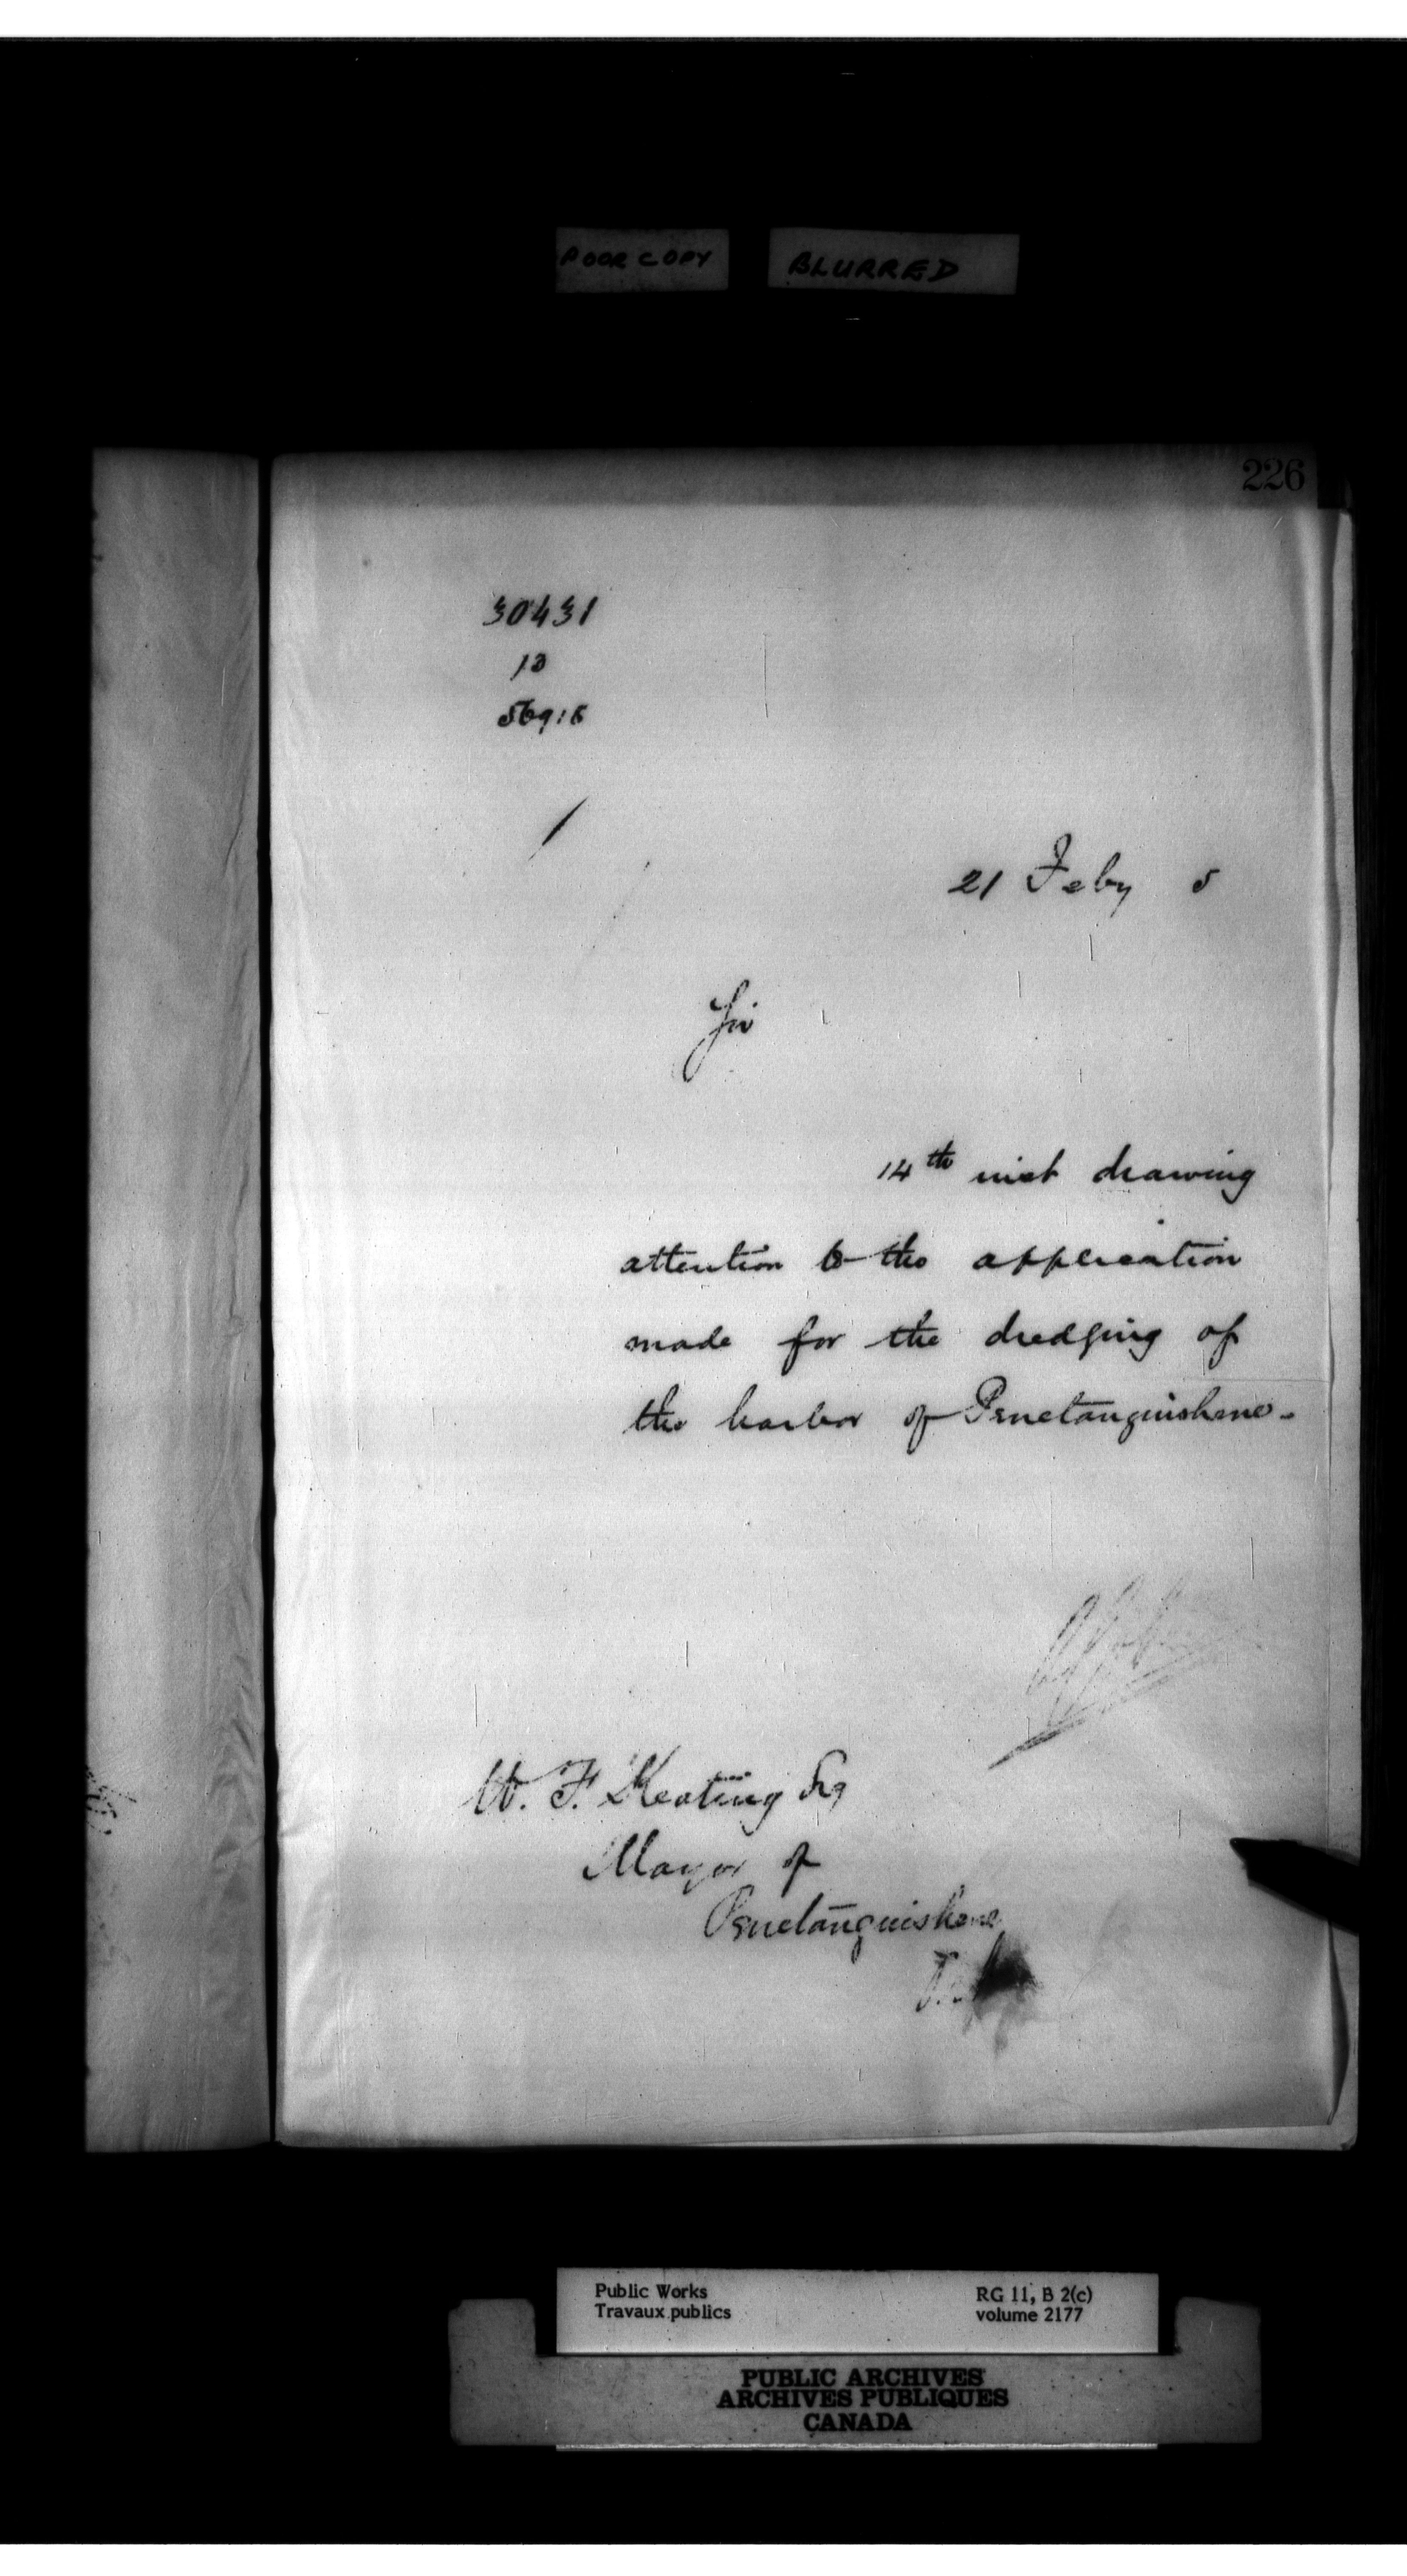 POOR COPY
BLURRED
226
30431
13
56915
21 Feby 5
Sir
14th inst drawing
attention to the application
made for the dredging of
the harbor of Penetanguishene.
W. F. Keating Esq
Mayor of
Penetanguishene
Public Works
Travaux publics
RG 11, B 2(c)
volume 2177
PUBLIC ARCHIVES
ARCHIVES PUBLIQUES
CANADA